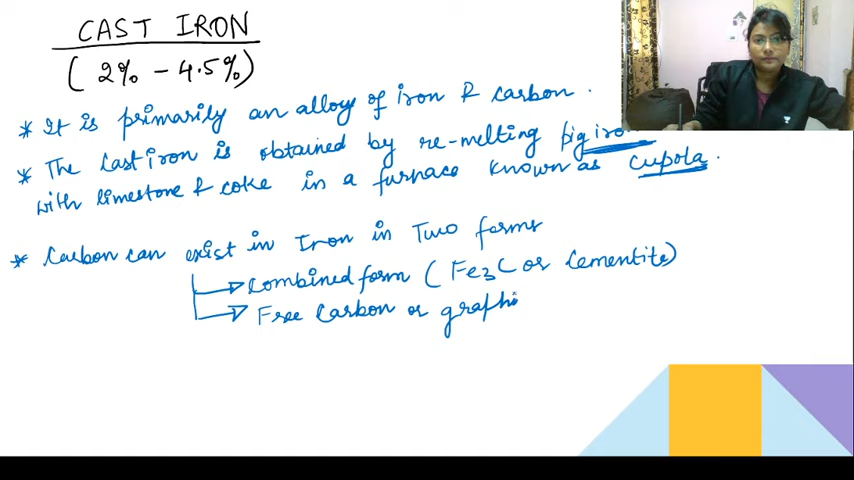 CAST IRON
( 2% - 4.5%)
* It is primarily an alloy of iron & carbon.
* The cast iron is obtained by re-melting pig iro
with limestone & coke in a furnace known as cupola.
* Carbon can exist in Iron in Two forms
Combined form ( Fe3C or Cementite)
Free Carbon or graphi